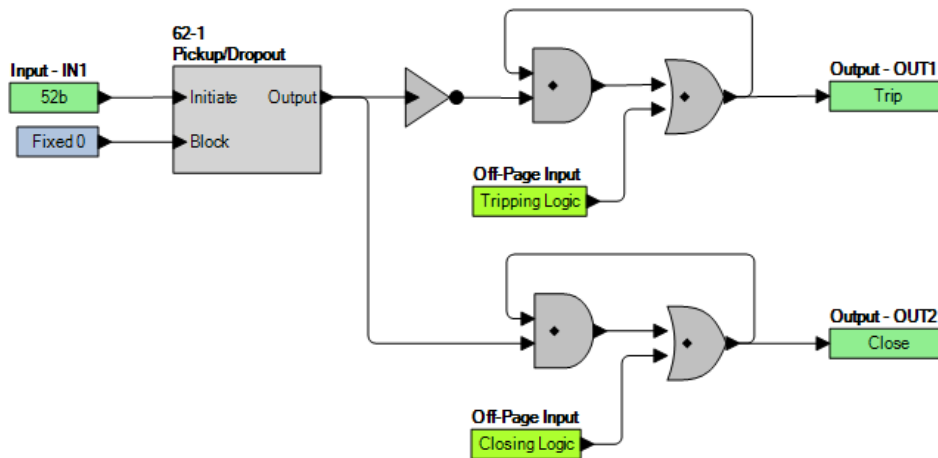 62-1
Pickup/Dropout
Input - IN1
52b
Initiate
Output
Fixed 0
Block
Output - OUT1
Trip
Off-Page Input
Tripping Logic
Output - OUT2
Close
Off-Page Input
Closing Logic